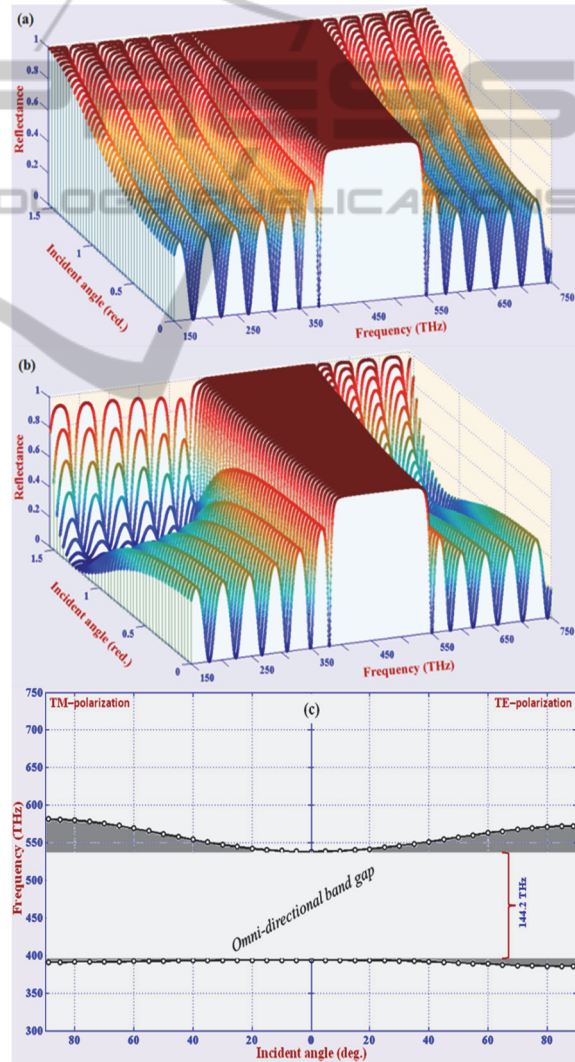 (a)
1
0.8
0.6
0.4
0.2
0
Reflectance
1.5
1
0.5
0
Incident angle (red.)
150
250
350
450
550
650
750
Frequency (THz)
OLOGY PUBLICATIONS
(b)
1
0.8
0.6
0.4
0.2
0
Reflectance
1.5
1
0.5
0
Incident angle (red.)
150
250
350
450
550
650
750
Frequency (THz)
(c)
TM–polarization
TE–polarization
750
700
650
600
550
500
450
400
350
300
Frequency (THz)
Omni-directional band gap
144.2 THz
80 60 40 20 0 20 40 60 80
Incident angle (deg.)